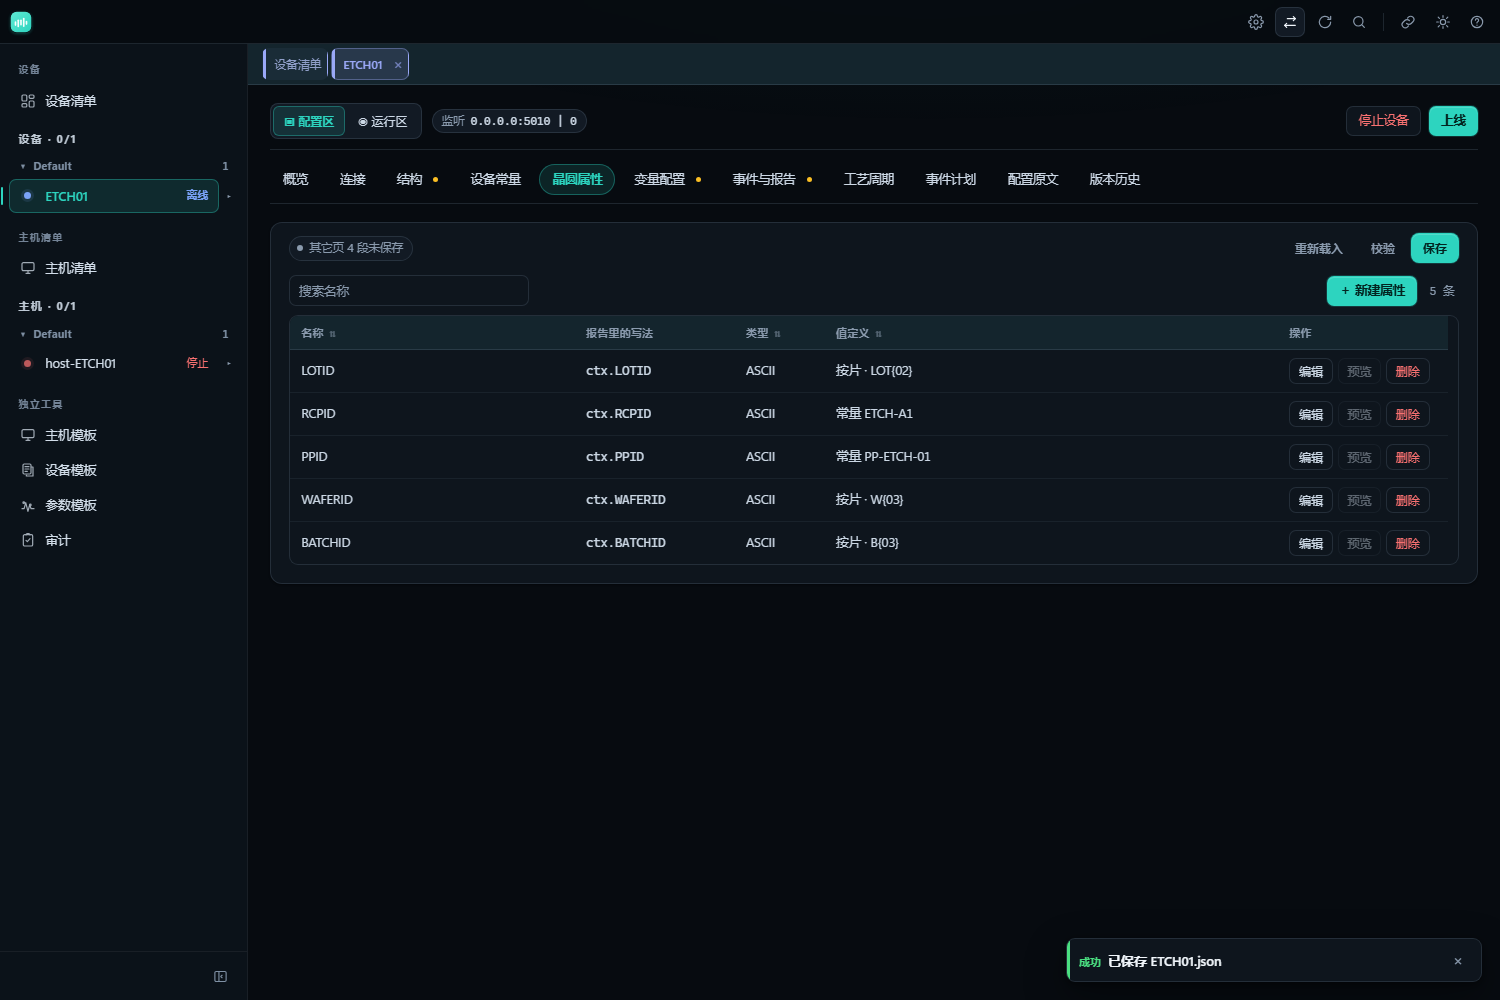 设备
设备清单
设备 · 0/1
Default 1
ETCH01 离线
主机清单
主机清单
主机 · 0/1
Default 1
host-ETCH01 停止
独立工具
主机模板
设备模板
参数模板
审计
设备清单 ETCH01 ×
配置区 运行区 监听 0.0.0.0:5010 | 0 停止设备 上线
概览 连接 结构 设备常量 晶圆属性 变量配置 事件与报告 工艺周期 事件计划 配置原文 版本历史
其它页 4 段未保存 重新载入 校验 保存
搜索名称 + 新建属性 5 条
名称 报告里的写法 类型 值定义 操作
LOTID ctx.LOTID ASCII 按片 · LOT{02} 编辑 预览 删除
RCPID ctx.RCPID ASCII 常量 ETCH-A1 编辑 预览 删除
PPID ctx.PPID ASCII 常量 PP-ETCH-01 编辑 预览 删除
WAFERID ctx.WAFERID ASCII 按片 · W{03} 编辑 预览 删除
BATCHID ctx.BATCHID ASCII 按片 · B{03} 编辑 预览 删除
成功 已保存 ETCH01.json ×